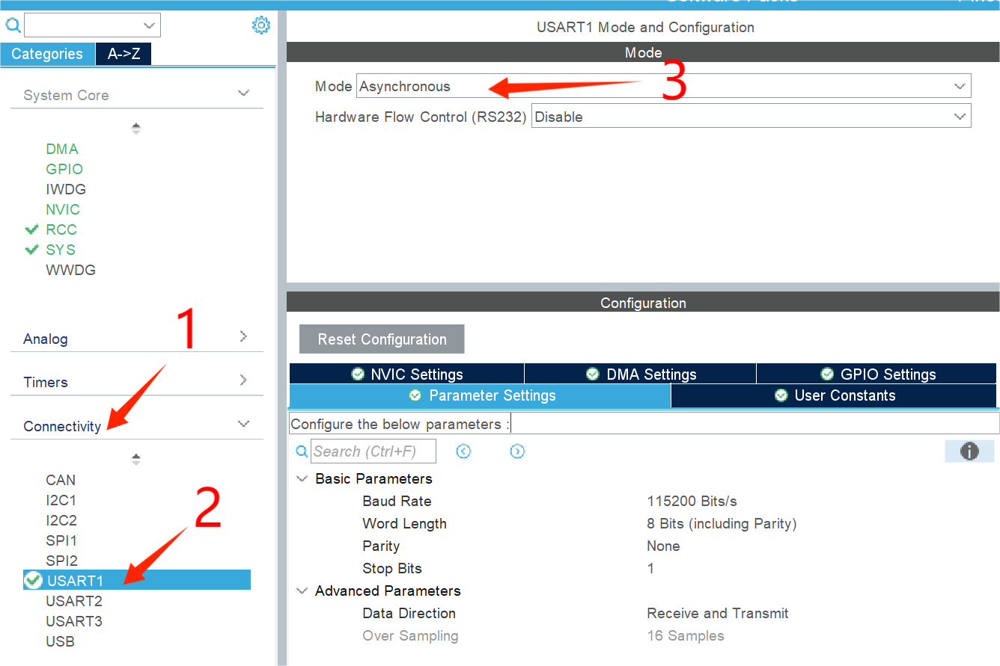 USART1 Mode and Configuration
Categories A->Z
Mode
Mode Asynchronous
3
System Core
Hardware Flow Control (RS232) Disable
DMA
GPIO
IWDG
NVIC
RCC
SYS
WWDG
Configuration
1
Analog
Reset Configuration
NVIC Settings DMA Settings GPIO Settings
Timers
Parameter Settings User Constants
Connectivity
Configure the below parameters :
Search (Ctrl+F)
CAN
Basic Parameters
I2C1
Baud Rate 115200 Bits/s
2
I2C2
Word Length 8 Bits (including Parity)
SPI1
Parity None
SPI2
Stop Bits 1
USART1
Advanced Parameters
USART2
Data Direction Receive and Transmit
USART3
Over Sampling 16 Samples
USB